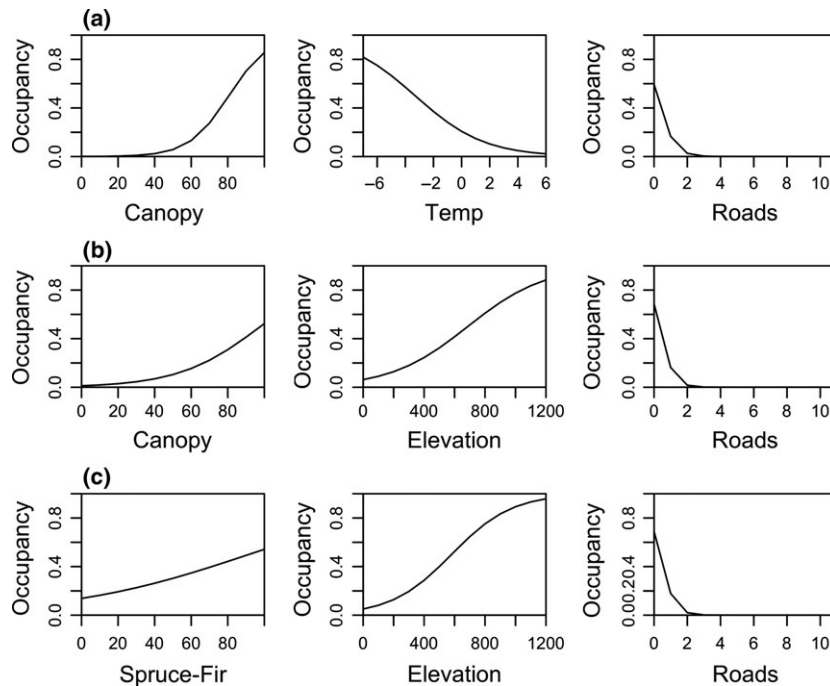 (a)
Occupancy
0.0 0.4 0.8
0 20 40 60 80
Canopy
Occupancy
0.0 0.4 0.8
−6 −2 0 2 4 6
Temp
Occupancy
0.0 0.4 0.8
0 2 4 6 8 10
Roads
(b)
Occupancy
0.0 0.4 0.8
0 20 40 60 80
Canopy
Occupancy
0.0 0.4 0.8
0 400 800 1200
Elevation
Occupancy
0.0 0.4 0.8
0 2 4 6 8 10
Roads
(c)
Occupancy
0.0 0.4 0.8
0 20 40 60 80
Spruce-Fir
Occupancy
0.0 0.4 0.8
0 400 800 1200
Elevation
Occupancy
0.00.20.4 0.8
0 2 4 6 8 10
Roads